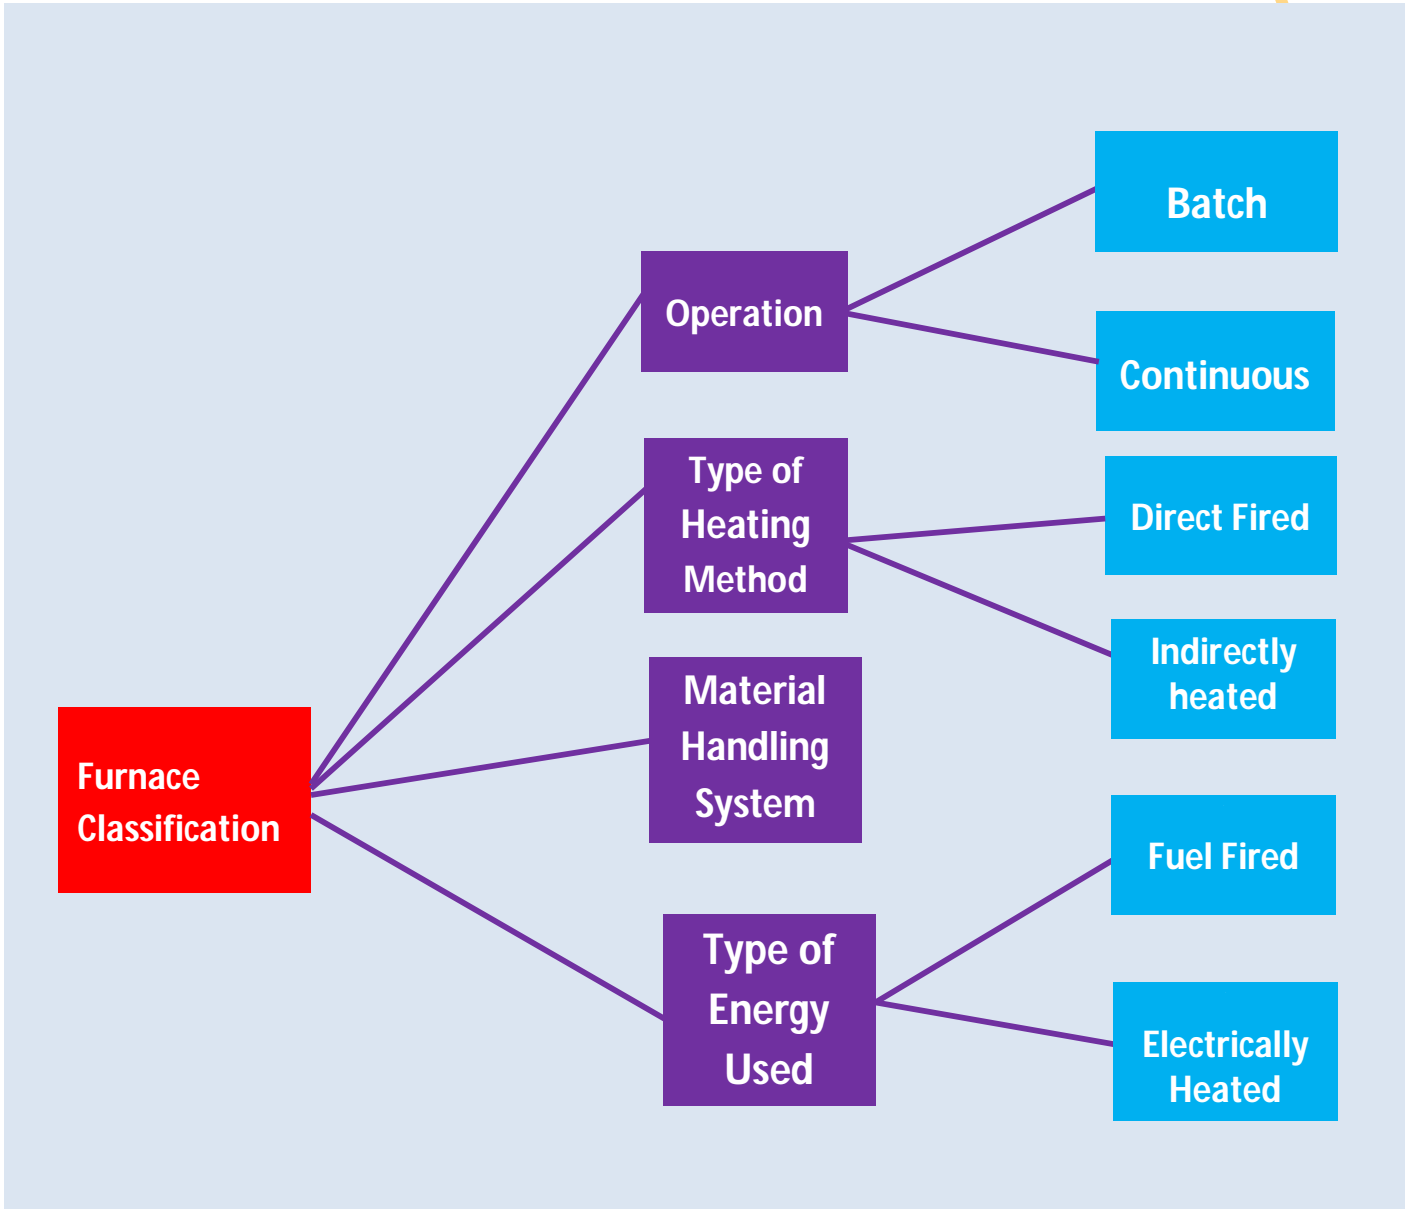 Batch
Operation
Continuous
Type of
Heating
Method
Direct Fired
Indirectly
heated
Material
Handling
System
Furnace
Classification
Fuel Fired
Type of
Energy
Used
Electrically
Heated